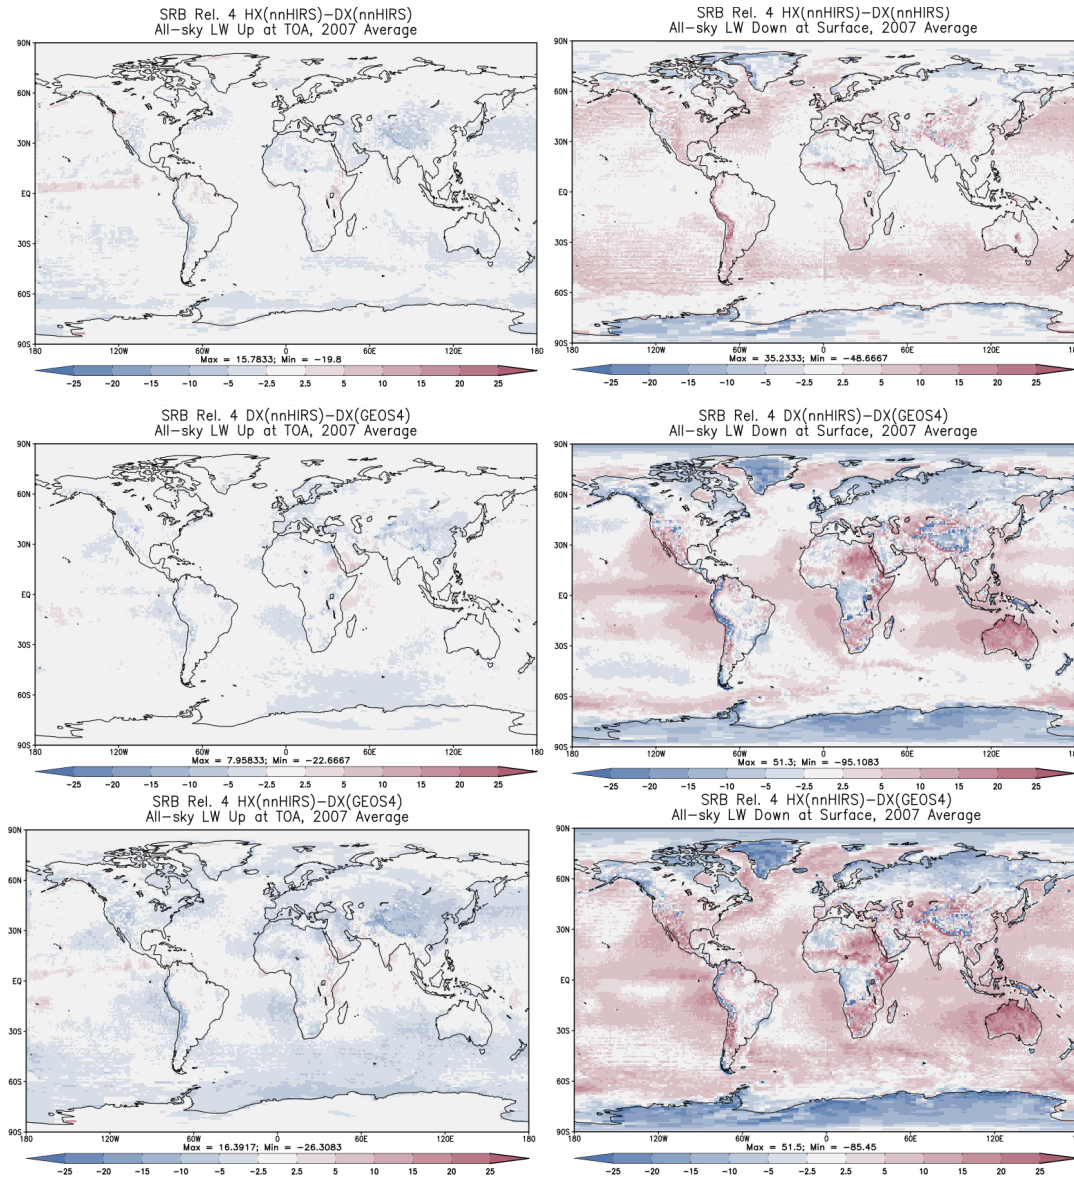 SRB Rel. 4 HX(nnHIRS)−DX(nnHIRS)
All−sky LW Up at TOA, 2007 Average
90N
60N
30N
EQ
30S
60S
90S
180 120W 60W 0 60E 120E 180
Max = 15.7833; Min = −19.8
−25 −20 −15 −10 −5 −2.5 2.5 5 10 15 20 25
SRB Rel. 4 HX(nnHIRS)−DX(nnHIRS)
All−sky LW Down at Surface, 2007 Average
90N
60N
30N
EQ
30S
60S
90S
180 120W 60W 0 60E 120E 180
Max = 35.2333; Min = −48.6667
−25 −20 −15 −10 −5 −2.5 2.5 5 10 15 20 25
SRB Rel. 4 DX(nnHIRS)−DX(GEOS4)
All−sky LW Up at TOA, 2007 Average
90N
60N
30N
EQ
30S
60S
90S
180 120W 60W 0 60E 120E 180
Max = 7.95833; Min = −22.6667
−25 −20 −15 −10 −5 −2.5 2.5 5 10 15 20 25
SRB Rel. 4 DX(nnHIRS)−DX(GEOS4)
All−sky LW Down at Surface, 2007 Average
90N
60N
30N
EQ
30S
60S
90S
180 120W 60W 0 60E 120E 180
Max = 51.3; Min = −95.1083
−25 −20 −15 −10 −5 −2.5 2.5 5 10 15 20 25
SRB Rel. 4 HX(nnHIRS)−DX(GEOS4)
All−sky LW Up at TOA, 2007 Average
90N
60N
30N
EQ
30S
60S
90S
180 120W 60W 0 60E 120E 180
Max = 16.3917; Min = −26.3083
−25 −20 −15 −10 −5 −2.5 2.5 5 10 15 20 25
SRB Rel. 4 HX(nnHIRS)−DX(GEOS4)
All−sky LW Down at Surface, 2007 Average
90N
60N
30N
EQ
30S
60S
90S
180 120W 60W 0 60E 120E 180
Max = 51.5; Min = −85.45
−25 −20 −15 −10 −5 −2.5 2.5 5 10 15 20 25